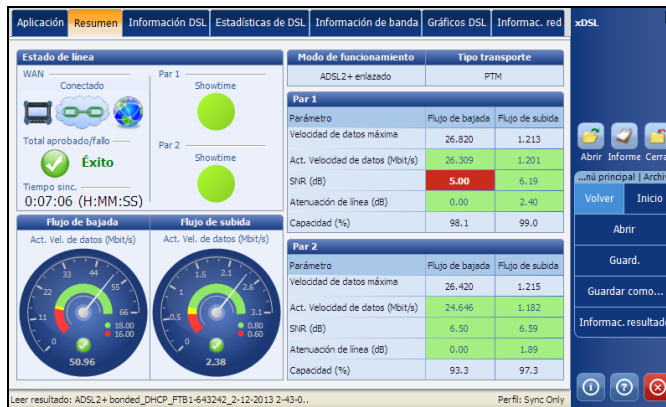 Aplicación Resumen Información DSL Estadísticas de DSL Información de banda Gráficos DSL Informac. red xDSL
Estado de línea
WAN
Conectado
Par 1
Showtime
Total aprobado/fallo
Éxito
Par 2
Showtime
Tiempo sinc.
0:07:06 (H:MM:SS)
Modo de funcionamiento Tipo transporte
ADSL2+ enlazado PTM
Par 1
Parámetro Flujo de bajada Flujo de subida
Velocidad de datos máxima 26.820 1.213
Act. Velocidad de datos (Mbit/s) 26.309 1.201
SNR (dB) 5.00 6.19
Atenuación de línea (dB) 0.00 2.40
Capacidad (%) 98.1 99.0
Flujo de bajada Flujo de subida
Act. Vel. de datos (Mbit/s) Act. Vel. de datos (Mbit/s)
0 11 22 33 44 55 66
18.00
16.00
50.96
0 0.5 1 1.5 2.1 2.6 3.1
0.80
0.60
2.38
Par 2
Parámetro Flujo de bajada Flujo de subida
Velocidad de datos máxima 26.420 1.215
Act. Velocidad de datos (Mbit/s) 24.646 1.182
SNR (dB) 6.50 6.59
Atenuación de línea (dB) 0.00 1.89
Capacidad (%) 93.3 97.3
Leer resultado: ADSL2+ bonded_DHCP_FTB1-643242_2-12-2013 2-43-0.. Perfil: Sync Only
Abrir Informe Cerra
...nú principal | Archiv
Volver Inicio
Abrir
Guard.
Guardar como...
Informac. resultado